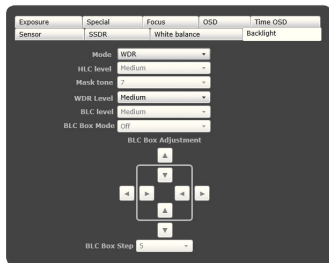 Exposure Special Focus OSD Time OSD
Sensor SSDR White balance Backlight
Mode WDR
HLC level Medium
Mask tone 7
WDR Level Medium
BLC level Medium
BLC Box Mode Off
BLC Box Adjustment
BLC Box Step 5